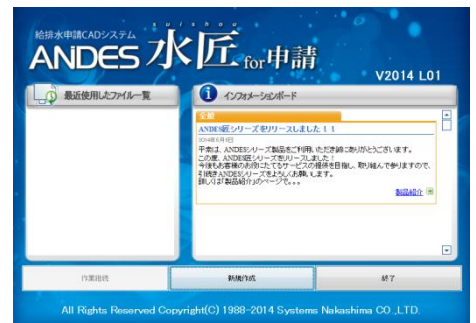 suishou
給排水申請CADシステム
ANDES 水匠 for申請
V2014 L01
最近使用したファイル一覧
インフォメーションボード
全般
ANDES匠シリーズをリリースしました!!
2014年6月1日
平素は、ANDESシリーズ製品をご利用いただき誠にありがとうございます。
この度、ANDES匠シリーズをリリースしました!
今後もお客様のお役にたてるサービスの提供を目指し、取り組んで参りますので、
引続きANDESシリーズをよろしくお願いします。
詳しくは「製品紹介」のページで。。。
製品紹介
作業継続
新規作成
終了
All Rights Reserved Copyright(C) 1988-2014 Systems Nakashima CO.,LTD.